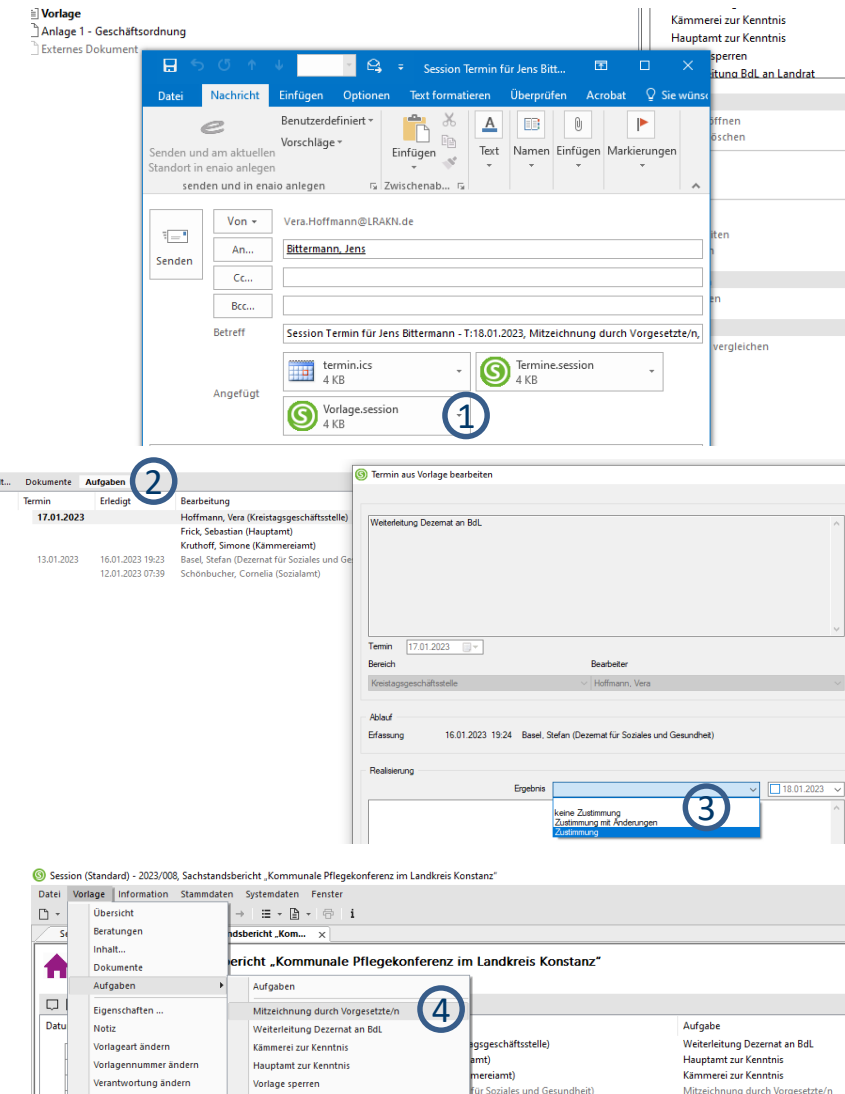 Vorlage
Anlage 1 - Geschäftsordnung
Externes Dokument
Kämmerei zur Kenntnis
Hauptamt zur Kenntnis
sperren
itung BdL an Landrat
Session Termin für Jens Bitt...
Datei Nachricht Einfügen Optionen Text formatieren Überprüfen Acrobat Sie wünsc
öffnen
öschen
Senden und am aktuellen
Standort in enaio anlegen
Benutzerdefiniert
Vorschläge
Einfügen
Text
Namen
Einfügen
Markierungen
senden und in enaio anlegen
Zwischenab...
Senden
Von
Vera.Hoffmann@LRAKN.de
An...
Bittermann, Jens
Cc...
Bcc...
Betreff
Session Termin für Jens Bittermann - T:18.01.2023, Mitzeichnung durch Vorgesetzte/n,
Angefügt
termin.ics
4 KB
Termine.session
4 KB
Vorlage.session
4 KB
1
iten
en
vergleichen
2
Dokumente Aufgaben
Termin Erledigt Bearbeitung
17.01.2023 Hoffmann, Vera (Kreistagsgeschäftsstelle)
Frick, Sebastian (Hauptamt)
Kruthoff, Simone (Kämmereiamt)
13.01.2023 16.01.2023 19:23 Basel, Stefan (Dezernat für Soziales und Ge
12.01.2023 07:39 Schönbucher, Cornelia (Sozialamt)
Termin aus Vorlage bearbeiten
Weiterleitung Dezernat an BdL
Termin 17.01.2023
Bereich Bearbeiter
Kreistagsgeschäftsstelle Hoffmann, Vera
Ablauf
Erfassung 16.01.2023 19:24 Basel, Stefan (Dezernat für Soziales und Gesundheit)
Realisierung
Ergebnis 18.01.2023
keine Zustimmung
Zustimmung mit Änderungen
Zustimmung
3
Session (Standard) - 2023/008, Sachstandsbericht „Kommunale Pflegekonferenz im Landkreis Konstanz"
Datei Vorlage Information Stammdaten Systemdaten Fenster
Se
ndsbericht „Kom... x
ericht „Kommunale Pflegekonferenz im Landkreis Konstanz"
Übersicht
Beratungen
Inhalt...
Dokumente
Aufgaben
Eigenschaften ...
Notiz
Vorlageart ändern
Vorlagennummer ändern
Verantwortung ändern
Aufgaben
Mitzeichnung durch Vorgesetzte/n
Weiterleitung Dezernat an BdL
Kämmerei zur Kenntnis
Hauptamt zur Kenntnis
Vorlage sperren
4
Datu
Aufgabe
agsgeschäftsstelle) Weiterleitung Dezernat an BdL
amt) Hauptamt zur Kenntnis
mereiamt) Kämmerei zur Kenntnis
für Soziales und Gesundheit) Mitzeichnung durch Vorgesetzte/n